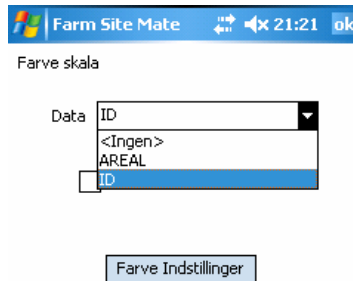 Farm Site Mate 21:21 ok
Farve skala
Data ID
<Ingen>
AREAL
ID
Farve Indstillinger